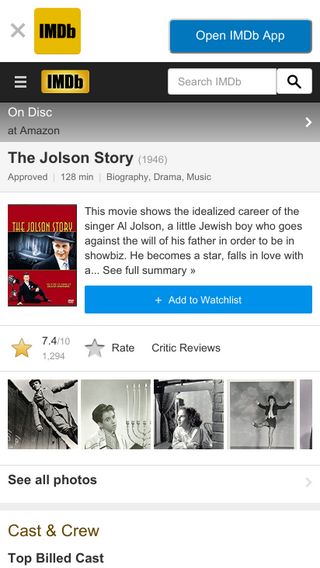 IMDb
Open IMDb App
IMDb
Search IMDb
On Disc
at Amazon
The Jolson Story (1946)
Approved | 128 min | Biography, Drama, Music
THE JOLSON STORY
This movie shows the idealized career of the
singer Al Jolson, a little Jewish boy who goes
against the will of his father in order to be in
showbiz. He becomes a star, falls in love with
a... See full summary »
+ Add to Watchlist
7.4/10
1,294
Rate
Critic Reviews
See all photos
Cast & Crew
Top Billed Cast